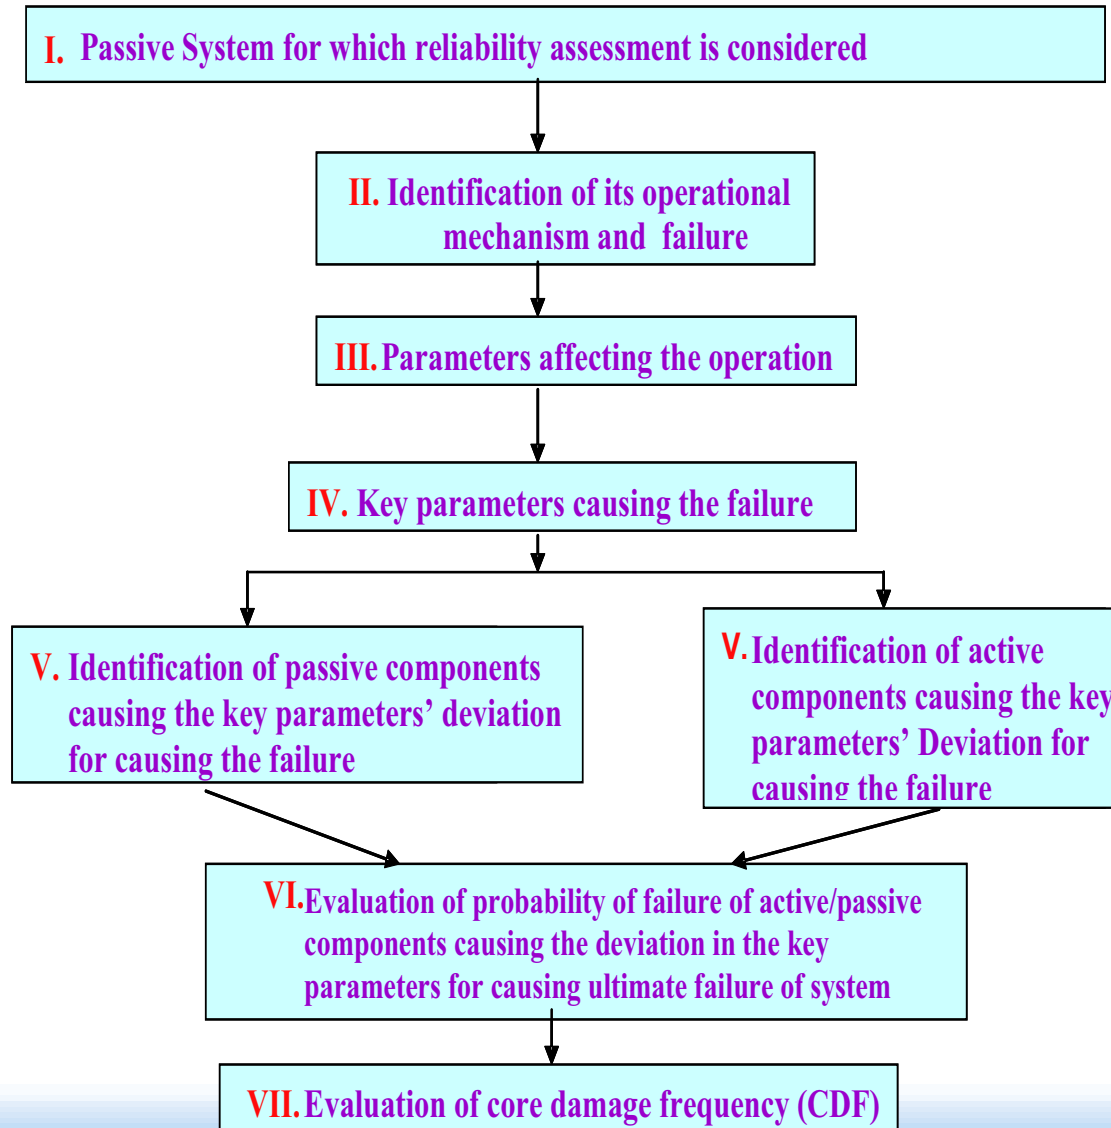 I. Passive System for which reliability assessment is considered
II. Identification of its operational
mechanism and failure
III. Parameters affecting the operation
IV. Key parameters causing the failure
V. Identification of passive components
causing the key parameters’ deviation
for causing the failure
V. Identification of active
components causing the key
parameters’ Deviation for
causing the failure
VI. Evaluation of probability of failure of active/passive
components causing the deviation in the key
parameters for causing ultimate failure of system
VII. Evaluation of core damage frequency (CDF)